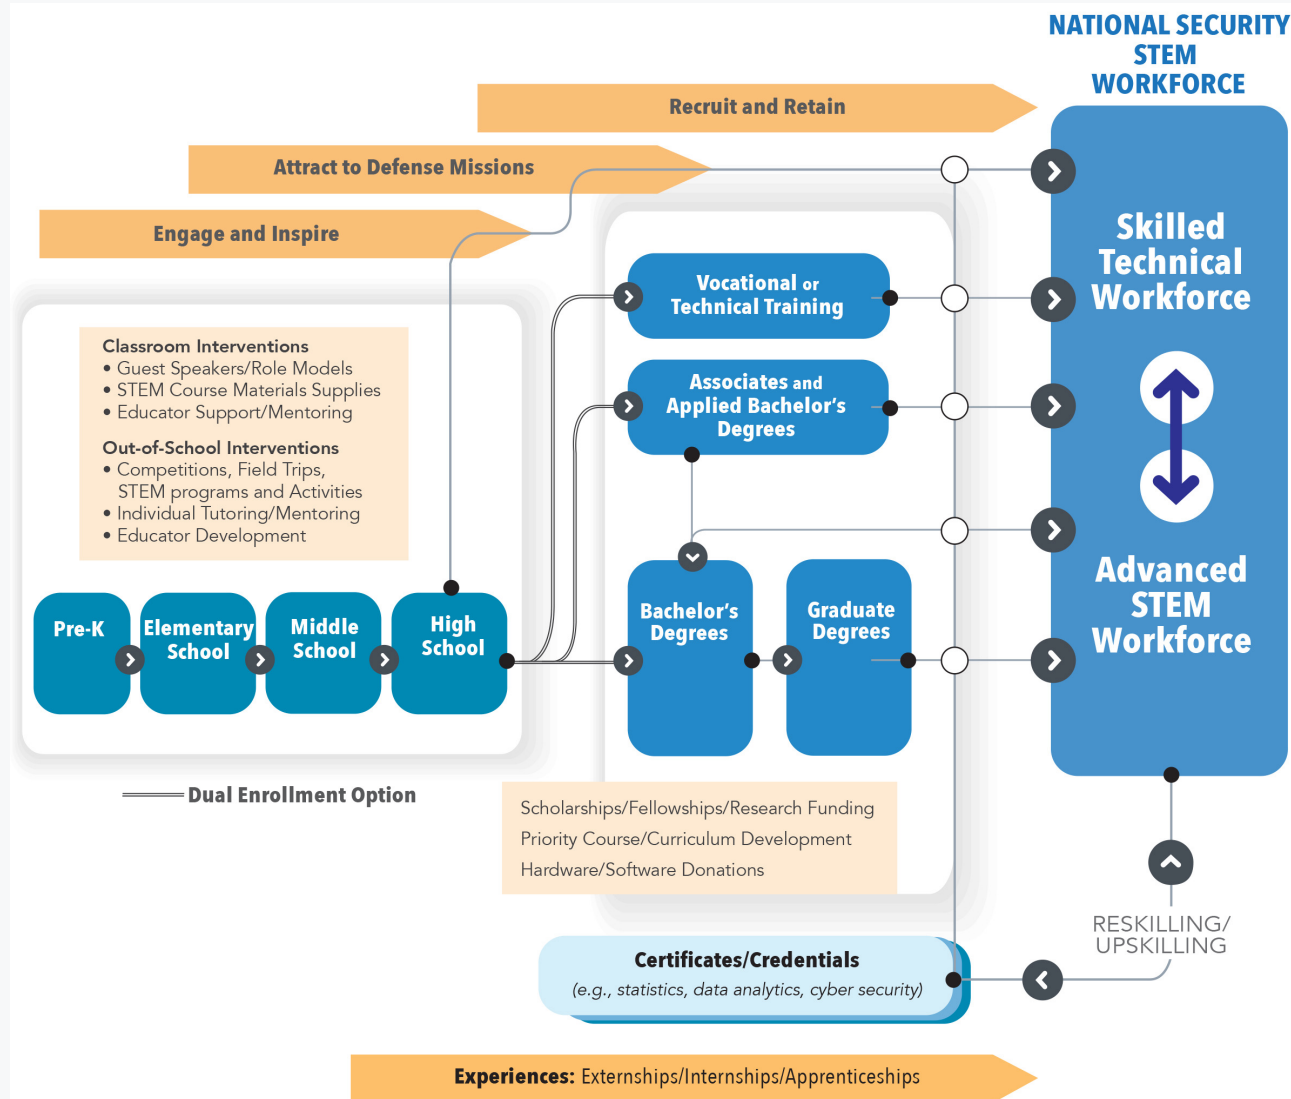 NATIONAL SECURITY
STEM
WORKFORCE
Recruit and Retain
Attract to Defense Missions
Engage and Inspire
Classroom Interventions
• Guest Speakers/Role Models
• STEM Course Materials Supplies
• Educator Support/Mentoring
Out-of-School Interventions
• Competitions, Field Trips,
STEM programs and Activities
• Individual Tutoring/Mentoring
• Educator Development
Pre-K
Elementary
School
Middle
School
High
School
Dual Enrollment Option
Vocational or
Technical Training
Associates and
Applied Bachelor's
Degrees
Bachelor's
Degrees
Graduate
Degrees
Scholarships/Fellowships/Research Funding
Priority Course/Curriculum Development
Hardware/Software Donations
Skilled
Technical
Workforce
Advanced
STEM
Workforce
RESKILLING/
UPSKILLING
Certificates/Credentials
(e.g., statistics, data analytics, cyber security)
Experiences: Externships/Internships/Apprenticeships